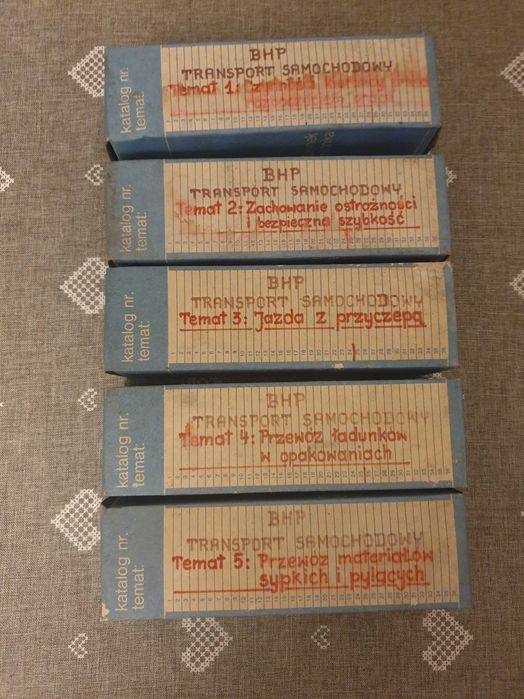 katalog nr.
temat:
BHP
TRANSPORT SAMOCHODOWY
Temat 1:
katalog nr.
temat:
BHP
TRANSPORT SAMOCHODOWY
Temat 2: Zachowanie ostrożności
i bezpieczna szybkość
katalog nr.
temat:
BHP
TRANSPORT SAMOCHODOWY
Temat 3: Jazda z przyczepą
katalog nr.
temat:
BHP
TRANSPORT SAMOCHODOWY
Temat 4: Przewóz ładunków
w opakowaniach
katalog nr.
temat:
BHP
TRANSPORT SAMOCHODOWY
Temat 5: Przewóz materiałów
sypkich i pylących